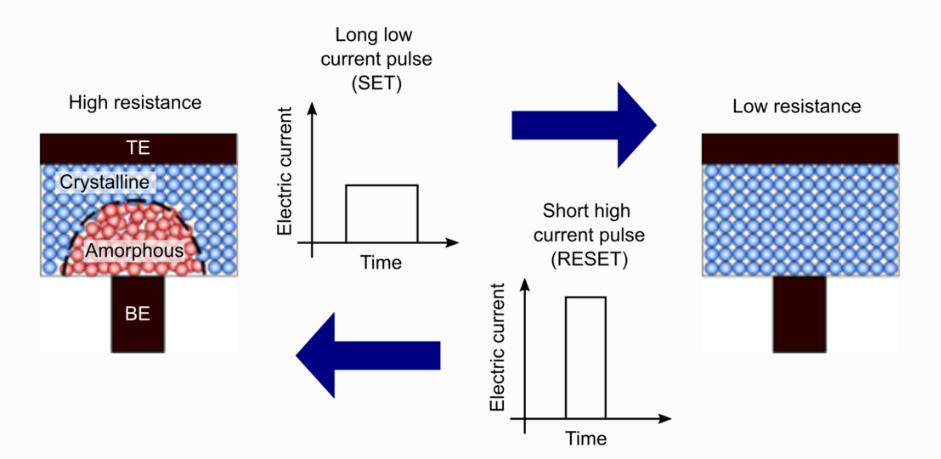 High resistance
TE
Crystalline
Amorphous
BE
Long low
current pulse
(SET)
Electric current
Time
Short high
current pulse
(RESET)
Electric current
Time
Low resistance